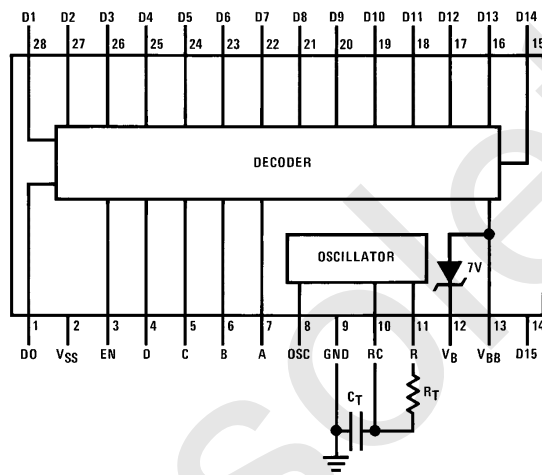 D1 D2 D3 D4 D5 D6 D7 D8 D9 D10 D11 D12 D13 D14
28 27 26 25 24 23 22 21 20 19 18 17 16 15
DECODER
OSCILLATOR
7V
1 2 3 4 5 6 7 8 9 10 11 12 13 14
DO VSS EN D C B A OSC GND RC R VB VBB D15
CT
RT